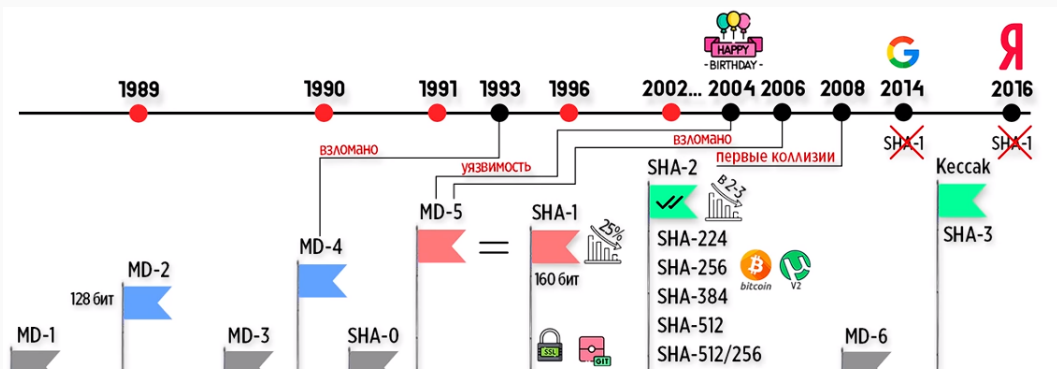 HAPPY
- BIRTHDAY -
G
Я
1989
1990
1991
1993
1996
2002...
2004
2006
2008
2014
2016
взломано
уязвимость
взломано
первые коллизии
SHA-1
SHA-1
SHA-2
В 2-3
Keccak
MD-5
=
SHA-1
25%
SHA-3
MD-4
SHA-224
160 бит
SHA-256
bitcoin
µ
V2
MD-2
128 бит
SHA-384
SHA-512
SHA-512/256
MD-1
MD-3
SHA-0
SSL
GIT
MD-6